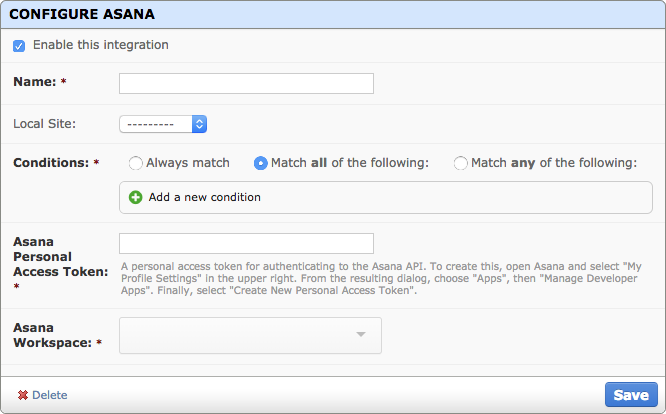 CONFIGURE ASANA
Enable this integration
Name: *
Local Site: ---------
Conditions: * Always match Match all of the following: Match any of the following:
Add a new condition
Asana
Personal
Access Token:
*
A personal access token for authenticating to the Asana API. To create this, open Asana and select "My
Profile Settings" in the upper right. From the resulting dialog, choose "Apps", then "Manage Developer
Apps". Finally, select "Create New Personal Access Token".
Asana
Workspace: *
Delete Save